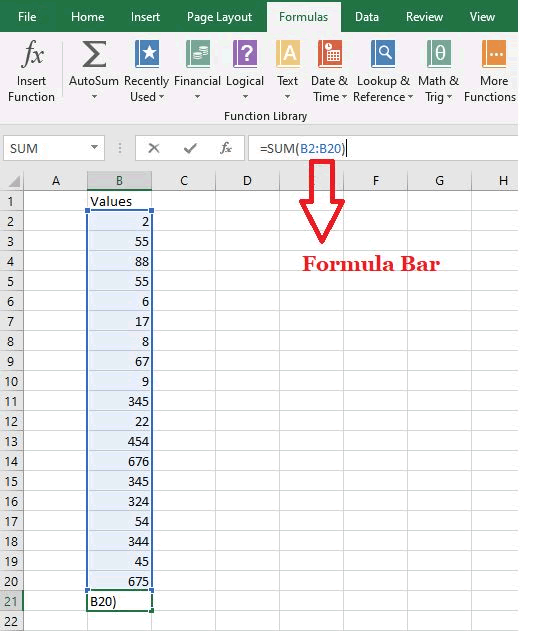 File Home Insert Page Layout Formulas Data Review View
fx Σ ? A θ
Insert Function AutoSum Recently Used Financial Logical Text Date & Time Lookup & Reference Math & Trig More Functions
Function Library
SUM fx =SUM(B2:B20)
A B C D E F G H
1 Values
2 2
3 55
4 88
5 55
6 6
7 17
8 8
9 67
10 9
11 345
12 22
13 454
14 676
15 345
16 324
17 54
18 344
19 45
20 675
21 B20)
22
Formula Bar